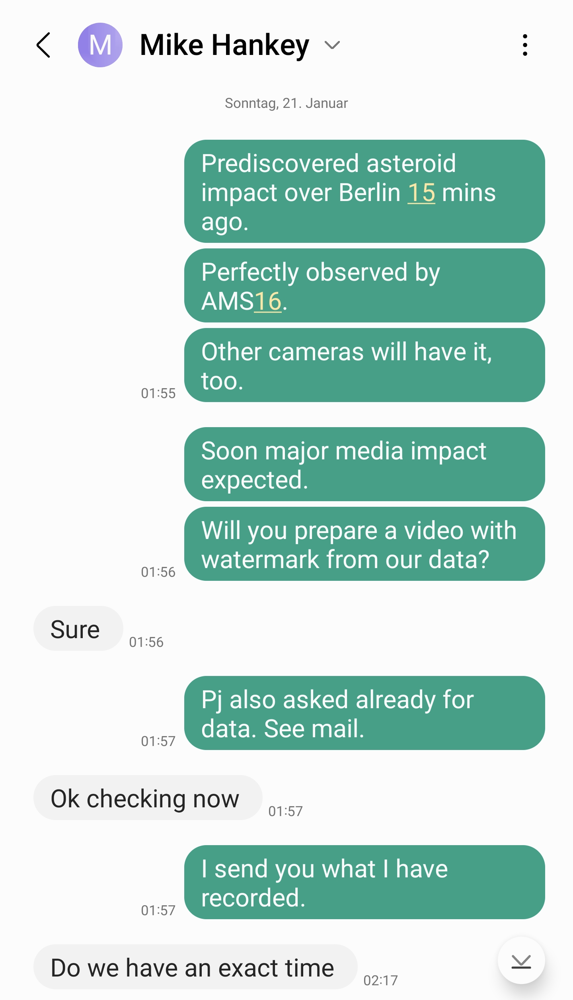 M
Mike Hankey
Sonntag, 21. Januar
Prediscovered asteroid
impact over Berlin 15 mins
ago.
Perfectly observed by
AMS16.
Other cameras will have it,
too.
01:55
Soon major media impact
expected.
Will you prepare a video with
watermark from our data?
01:56
Sure
01:56
Pj also asked already for
data. See mail.
01:57
Ok checking now
01:57
I send you what I have
recorded.
01:57
Do we have an exact time
02:17